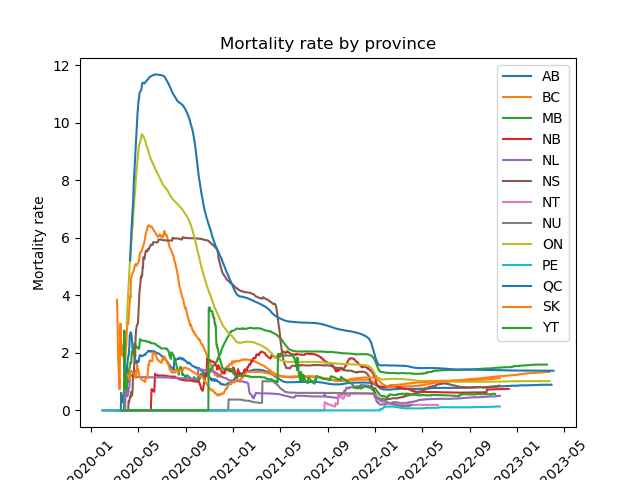 Mortality rate by province
12
10
8
6
4
2
0
Mortality rate
2020-01
2020-05
2020-09
2021-01
2021-05
2021-09
2022-01
2022-05
2022-09
2023-01
2023-05
AB
BC
MB
NB
NL
NS
NT
NU
ON
PE
QC
SK
YT